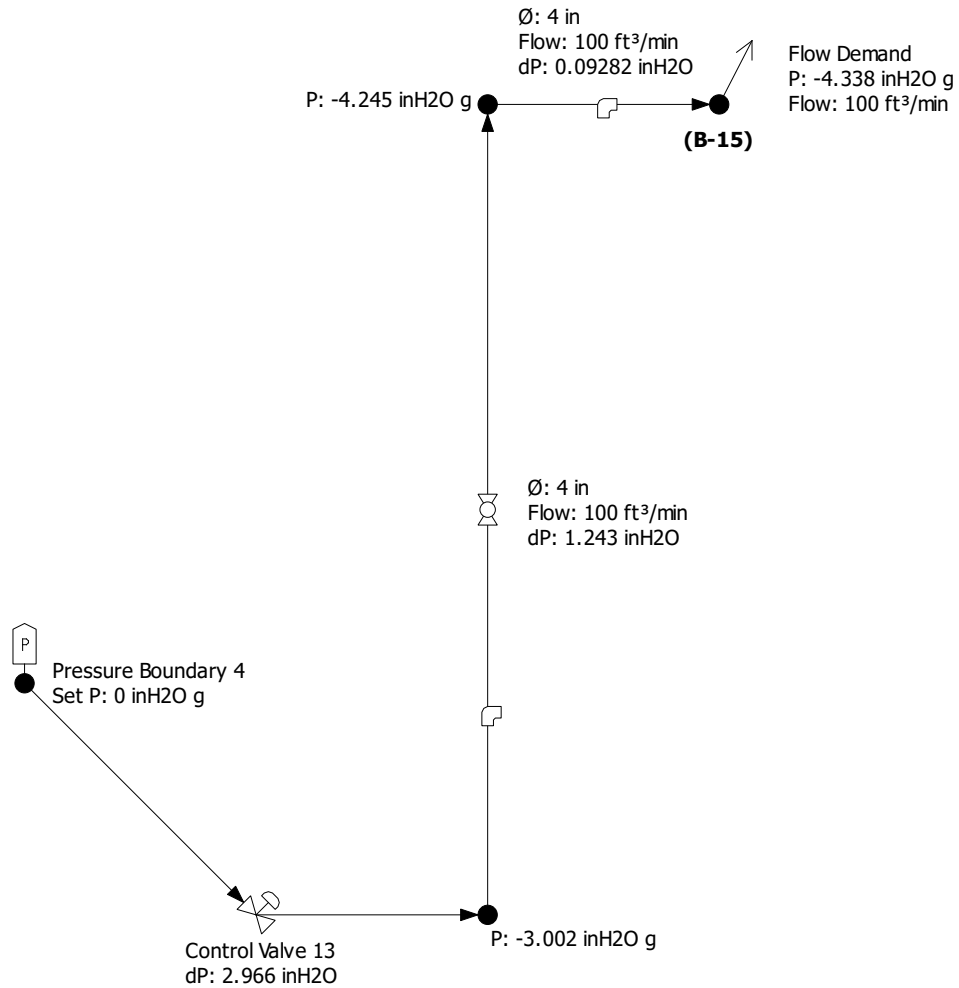 Ø: 4 in
Flow: 100 ft³/min
dP: 0.09282 inH2O
Flow Demand
P: -4.338 inH2O g
Flow: 100 ft³/min
P: -4.245 inH2O g
(B-15)
Ø: 4 in
Flow: 100 ft³/min
dP: 1.243 inH2O
P
Pressure Boundary 4
Set P: 0 inH2O g
P: -3.002 inH2O g
Control Valve 13
dP: 2.966 inH2O